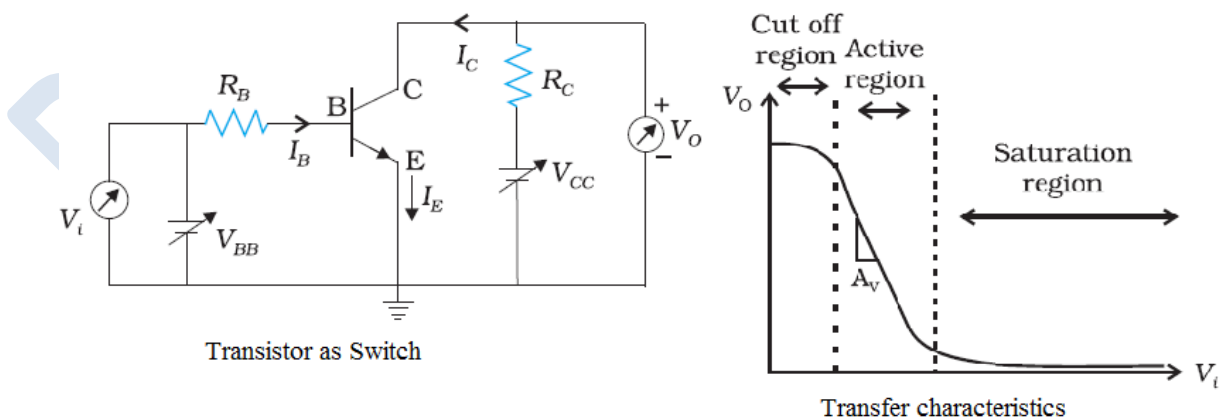 R_B
B
C
I_B
E
I_E
V_i
V_BB
I_C
R_C
V_CC
+
V_O
−
Transistor as Switch
Cut off
region
Active
region
V_O
Saturation
region
A_v
V_i
Transfer characteristics